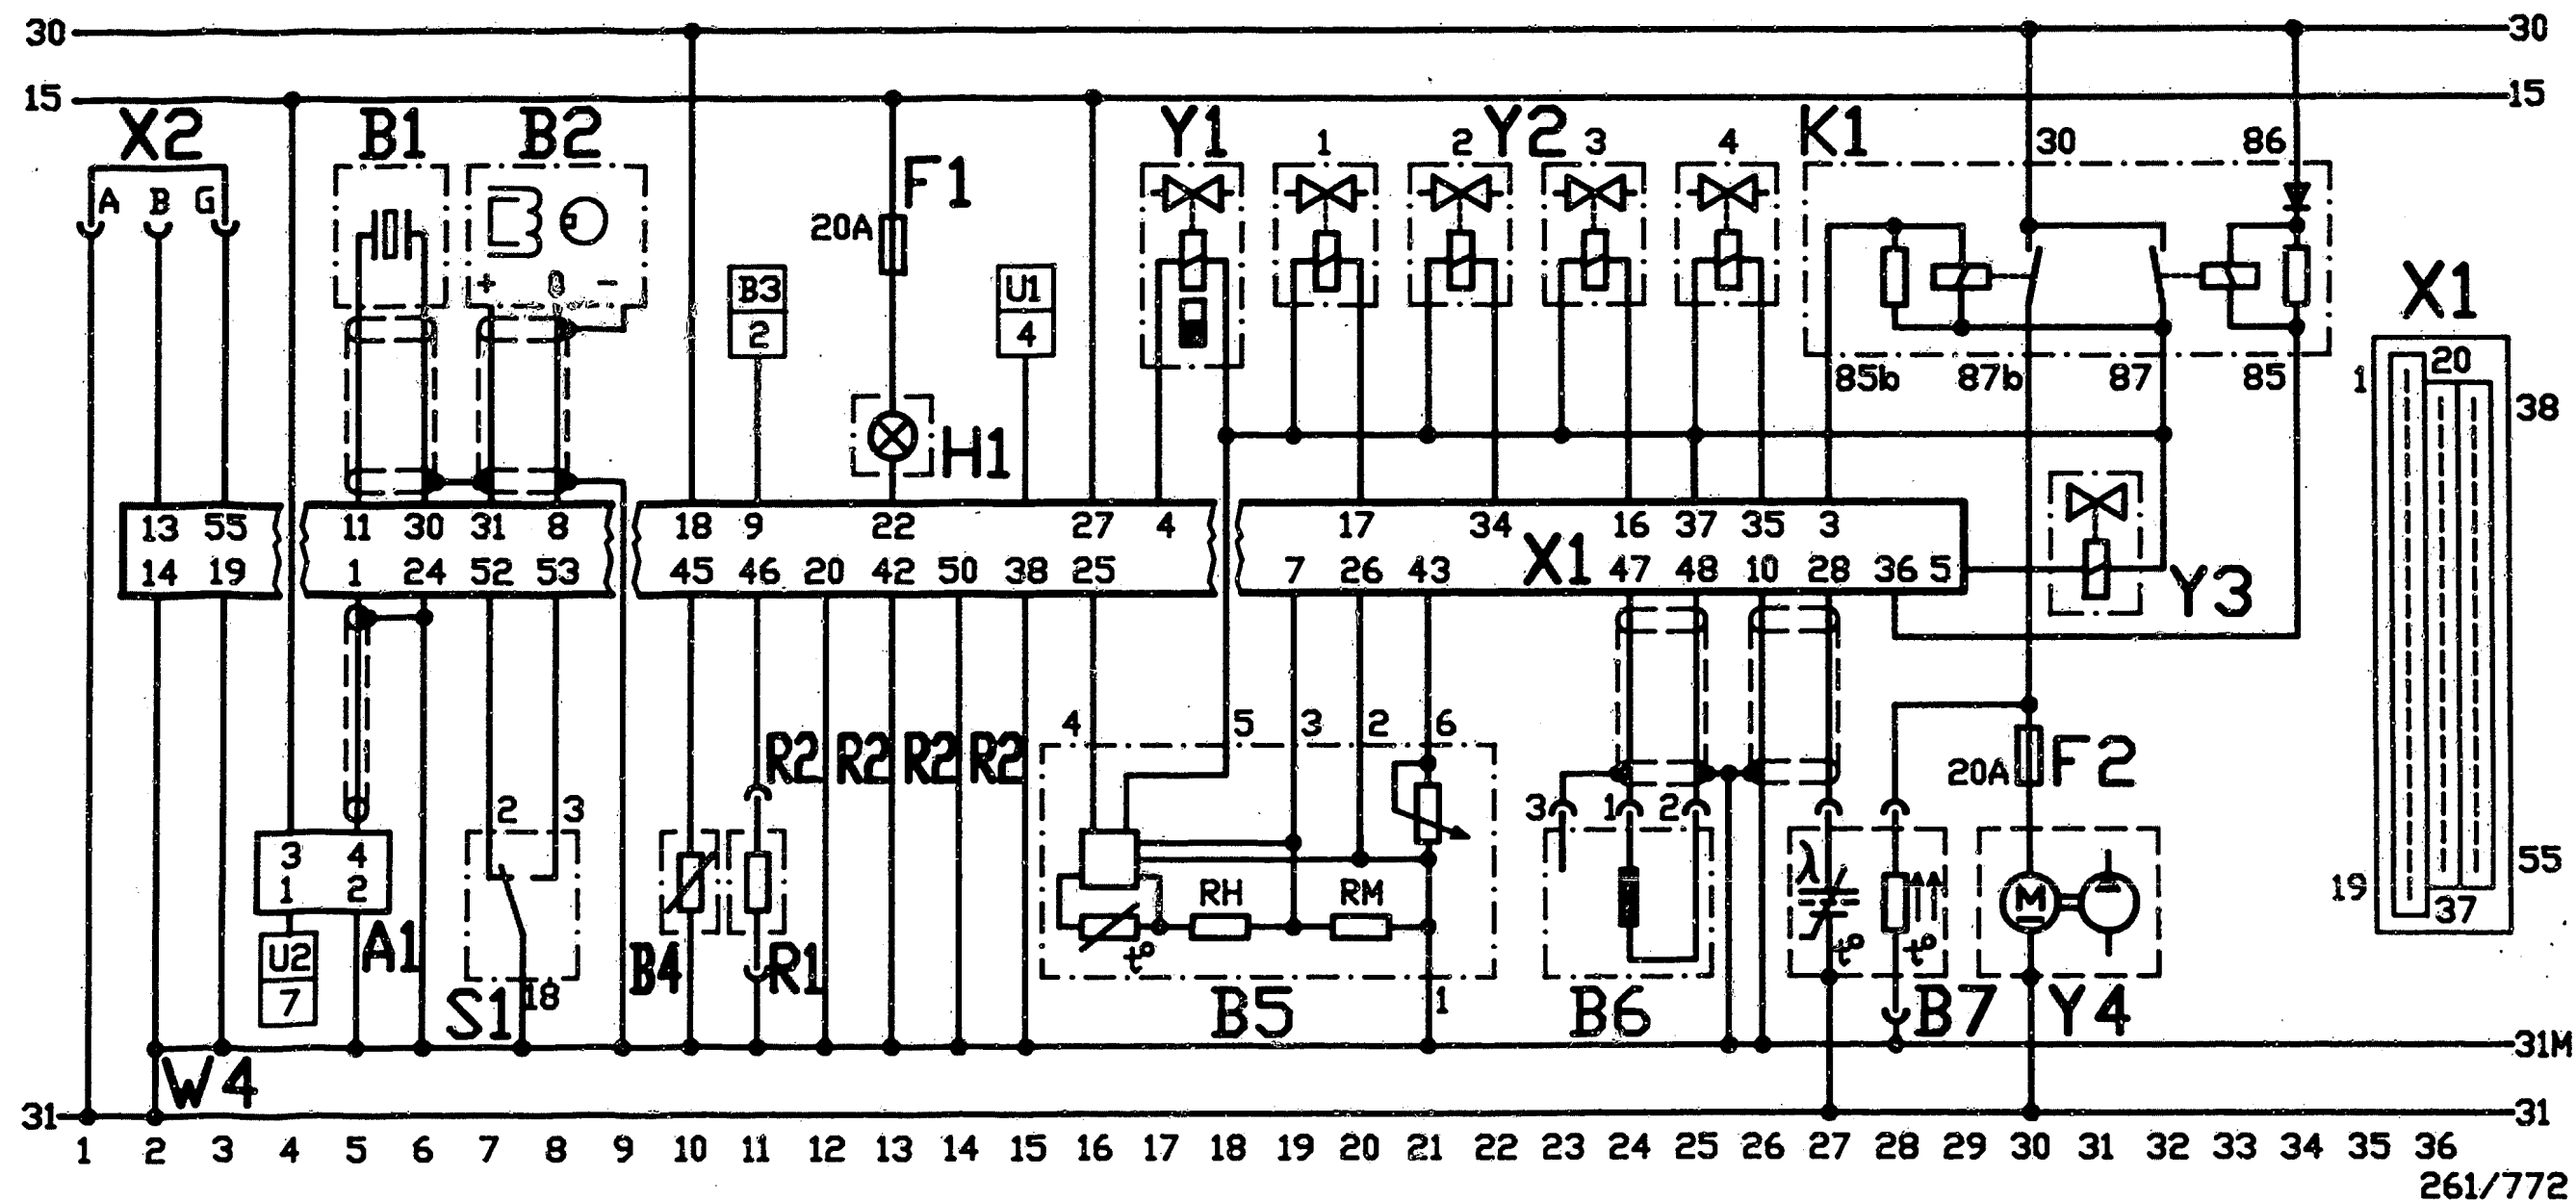 30 30
15 15
X2 B1 B2 Y1 1 2 Y2 3 4 K1 30 86
A B G F1
20A
+ 0 -
B3 U1 X1
2 4
85b 87b 87 85 1 20
38
H1
13 55 11 30 31 8 18 9 22 27 4 17 34 16 37 35 3
14 19 1 24 52 53 45 46 20 42 50 38 25 7 26 43 X1 47 48 10 28 36 5
Y3
4 5 3 2 6
R2 R2 R2 R2 20A F2
2 3 3 1 2
3 4
1 2
RH RM λ M
55
19 37
U2 A1 B4 R1 t° t° t°
7 S1 18 B5 1 B6 B7 Y4
31M
W4
31 31
1 2 3 4 5 6 7 8 9 10 11 12 13 14 15 16 17 18 19 20 21 22 23 24 25 26 27 28 29 30 31 32 33 34 35 36
261/772